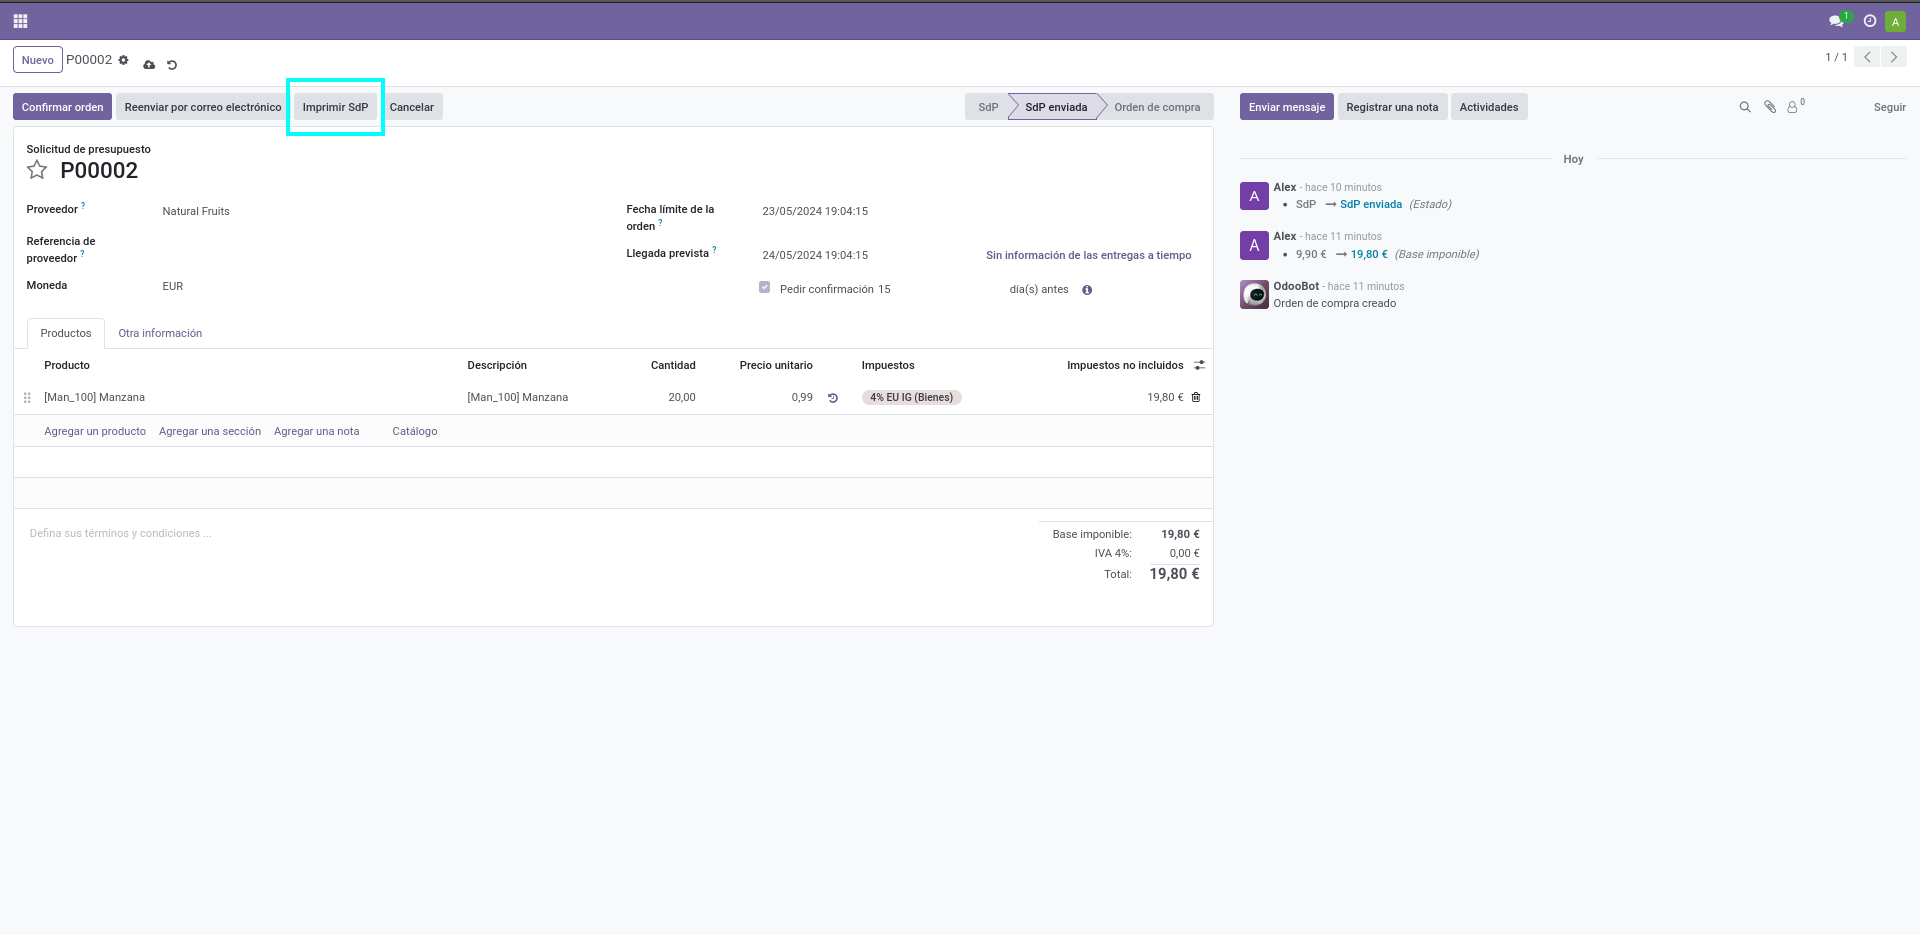 1
A
Nuevo P00002
1 / 1
Confirmar orden Reenviar por correo electrónico Imprimir SdP Cancelar
SdP SdP enviada Orden de compra
Enviar mensaje Registrar una nota Actividades
0
Seguir
Solicitud de presupuesto
P00002
Proveedor ? Natural Fruits
Referencia de
proveedor ?
Moneda EUR
Fecha límite de la
orden ?
23/05/2024 19:04:15
Llegada prevista ? 24/05/2024 19:04:15 Sin información de las entregas a tiempo
Pedir confirmación 15 día(s) antes
Productos Otra información
Producto Descripción Cantidad Precio unitario Impuestos Impuestos no incluidos
[Man_100] Manzana [Man_100] Manzana 20,00 0,99 4% EU IG (Bienes) 19,80 €
Agregar un producto Agregar una sección Agregar una nota Catálogo
Defina sus términos y condiciones ...
Base imponible: 19,80 €
IVA 4%: 0,00 €
Total: 19,80 €
Hoy
A
Alex - hace 10 minutos
• SdP → SdP enviada (Estado)
A
Alex - hace 11 minutos
• 9,90 € → 19,80 € (Base imponible)
OdooBot - hace 11 minutos
Orden de compra creado